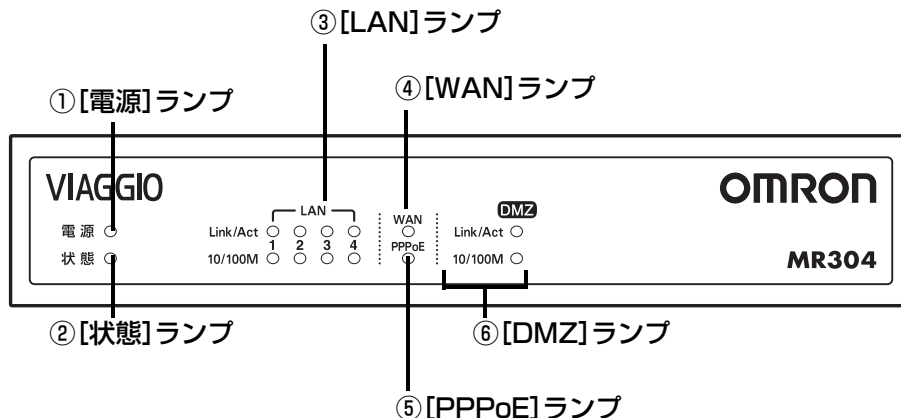 ③[LAN]ランプ
④[WAN]ランプ
①[電源]ランプ
VIAGGIO
OMRON
LAN
WAN
DMZ
電源
Link/Act
Link/Act
1 2 3 4
PPPoE
状態
10/100M
10/100M
MR304
②[状態]ランプ
⑥[DMZ]ランプ
⑤[PPPoE]ランプ